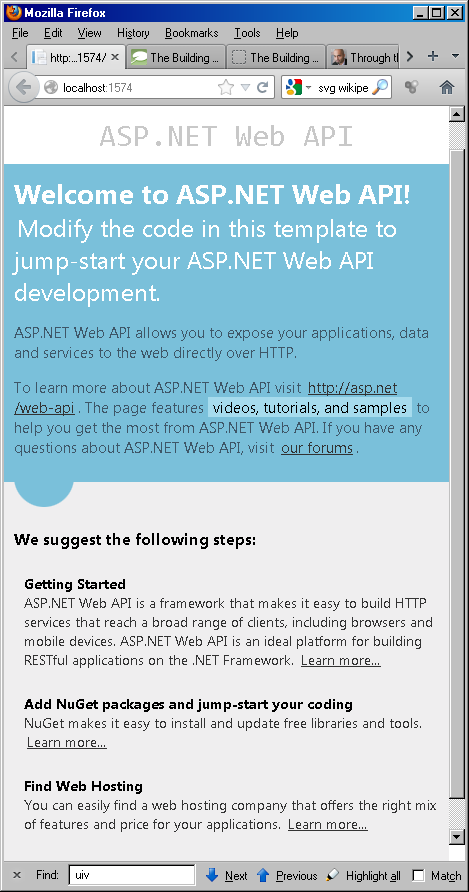 Mozilla Firefox
File Edit View History Bookmarks Tools Help
http:...1574/ The Building ... The Building ... Through th
localhost:1574 svg wikipe
ASP.NET Web API
Welcome to ASP.NET Web API!
Modify the code in this template to
jump-start your ASP.NET Web API
development.
ASP.NET Web API allows you to expose your applications, data
and services to the web directly over HTTP.
To learn more about ASP.NET Web API visit http://asp.net
/web-api . The page features videos, tutorials, and samples to
help you get the most from ASP.NET Web API. If you have any
questions about ASP.NET Web API, visit our forums .
We suggest the following steps:
Getting Started
ASP.NET Web API is a framework that makes it easy to build HTTP
services that reach a broad range of clients, including browsers and
mobile devices. ASP.NET Web API is an ideal platform for building
RESTful applications on the .NET Framework. Learn more...
Add NuGet packages and jump-start your coding
NuGet makes it easy to install and update free libraries and tools.
Learn more...
Find Web Hosting
You can easily find a web hosting company that offers the right mix
of features and price for your applications. Learn more...
Find: uiv Next Previous Highlight all Match